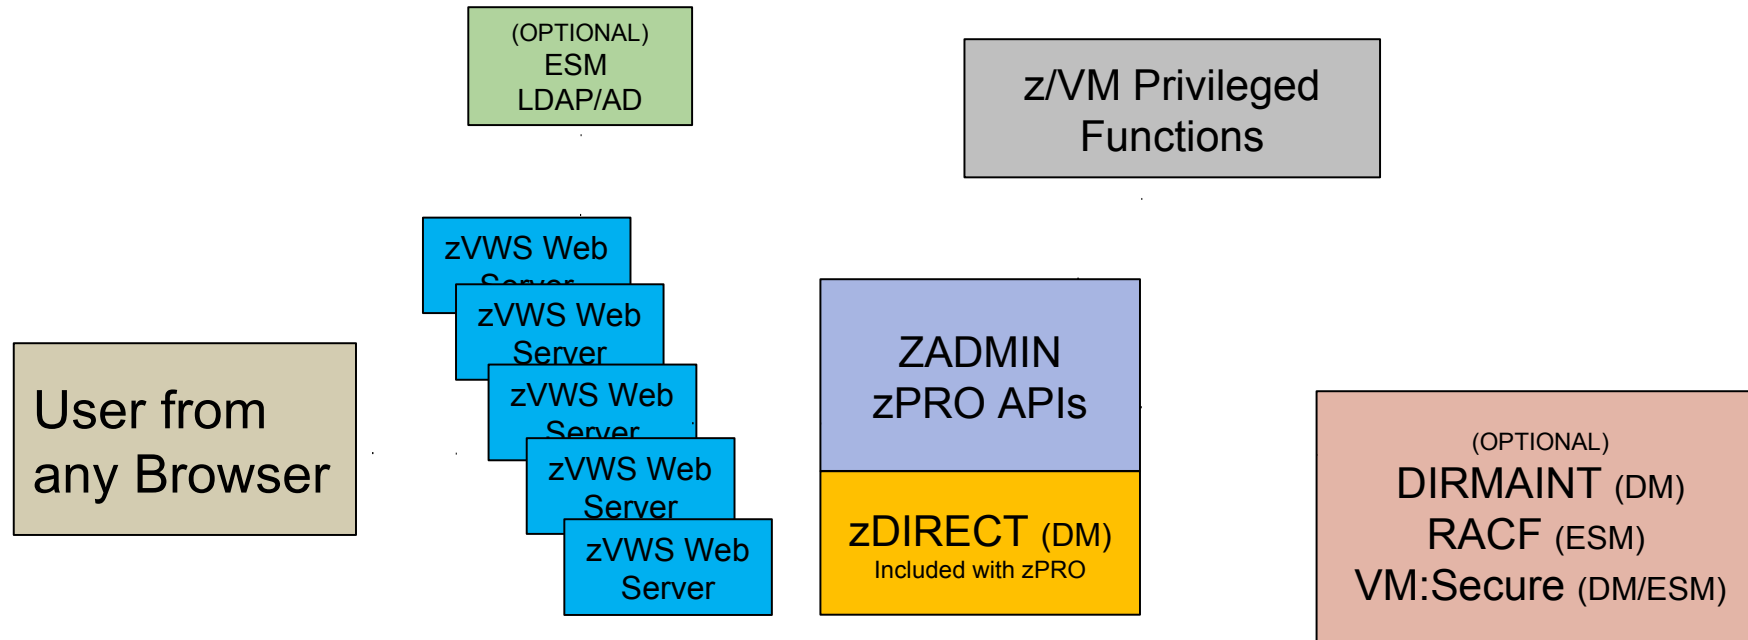 (OPTIONAL)
ESM
LDAP/AD
z/VM Privileged
Functions
zVWS Web
Server
zVWS Web
Server
zVWS Web
Server
zVWS Web
Server
zVWS Web
Server
User from
any Browser
ZADMIN
zPRO APIs
zDIRECT (DM)
Included with zPRO
(OPTIONAL)
DIRMAINT (DM)
RACF (ESM)
VM:Secure (DM/ESM)